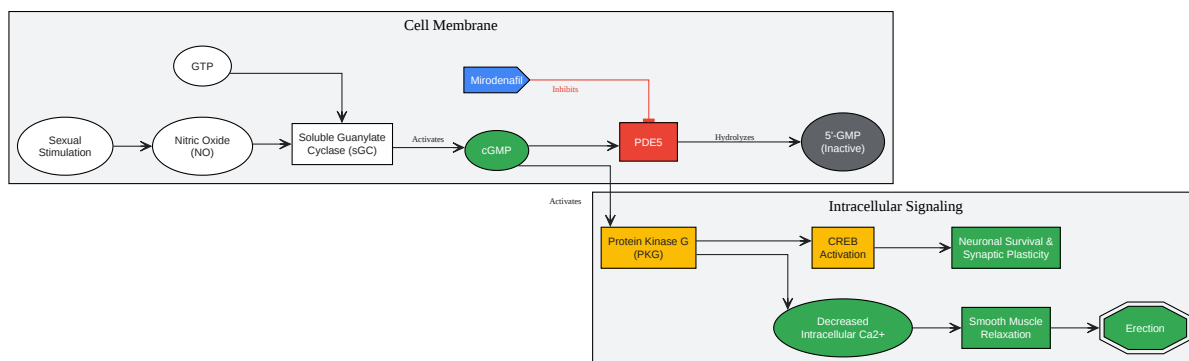 Cell Membrane
GTP
Mirodenafil
Inhibits
Sexual
Stimulation
Nitric Oxide
(NO)
Soluble Guanylate
Cyclase (sGC)
Activates
cGMP
PDE5
Hydrolyzes
5'-GMP
(Inactive)
Activates
Intracellular Signaling
Protein Kinase G
(PKG)
CREB
Activation
Neuronal Survival &
Synaptic Plasticity
Decreased
Intracellular Ca2+
Smooth Muscle
Relaxation
Erection